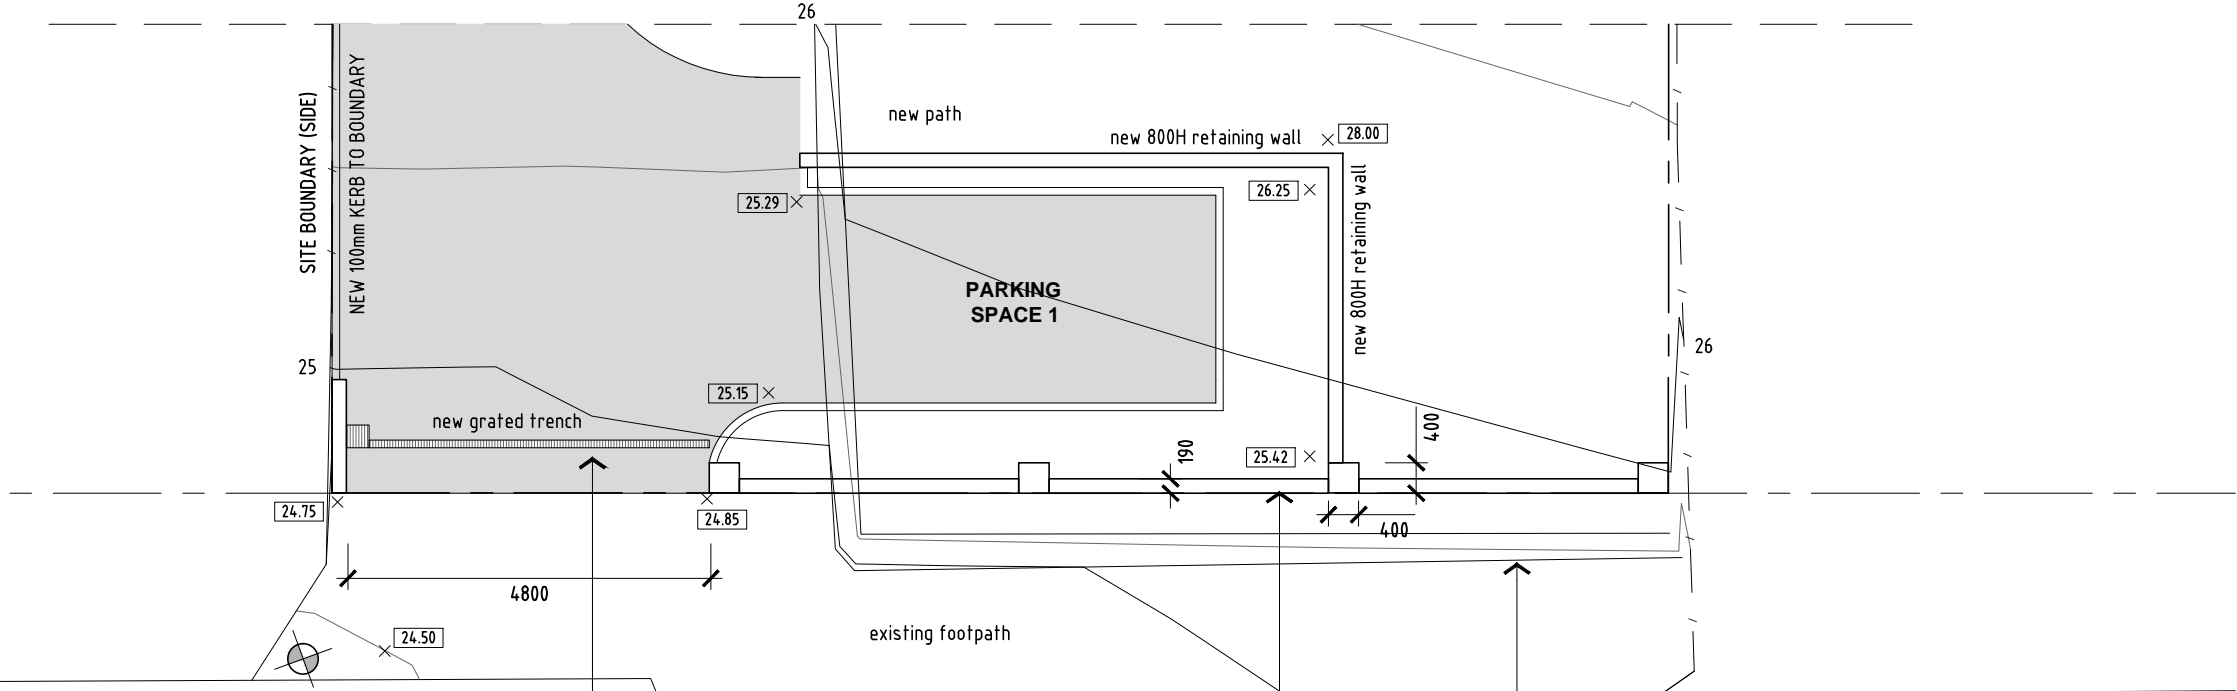 26
SITE BOUNDARY (SIDE)
NEW 100mm KERB TO BOUNDARY
new path
new 800H retaining wall
28.00
new 800H retaining wall
25.29
26.25
PARKING
SPACE 1
26
25
25.15
new grated trench
400
190
25.42
24.75
24.85
400
4800
24.50
existing footpath